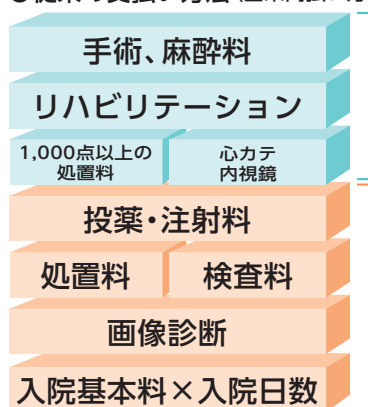 手術、麻酔料
リハビリテーション
1,000点以上の
処置料
心カテ
内視鏡
投薬・注射料
処置料
検査料
画像診断
入院基本料×入院日数